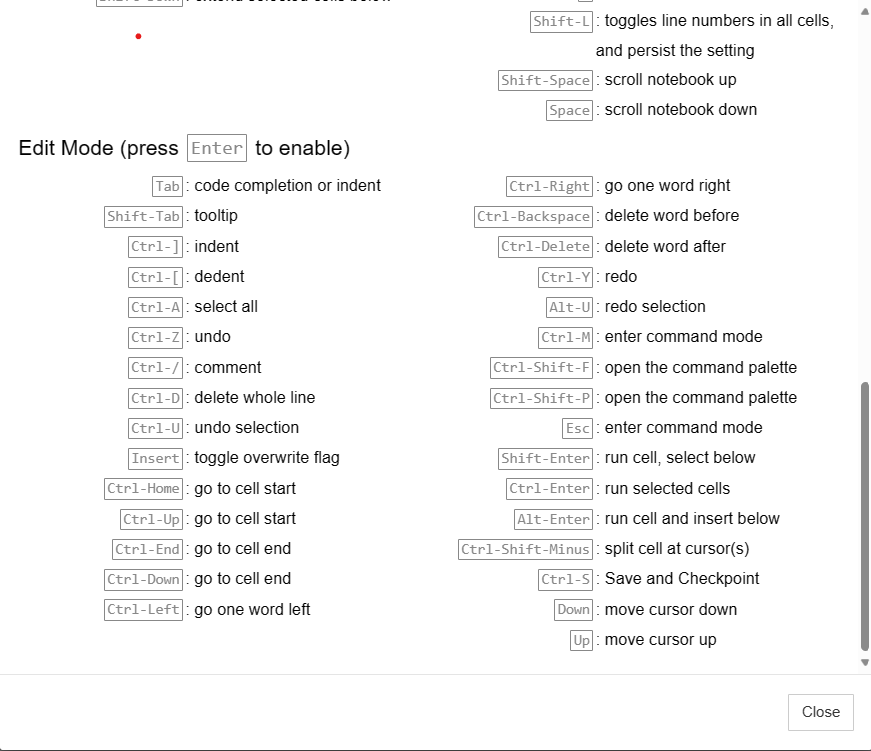 : extend selected cells below
Shift-L : toggles line numbers in all cells,
and persist the setting
Shift-Space : scroll notebook up
Space : scroll notebook down
Edit Mode (press Enter to enable)
Tab : code completion or indent
Shift-Tab : tooltip
Ctrl-] : indent
Ctrl-[ : dedent
Ctrl-A : select all
Ctrl-Z : undo
Ctrl-/ : comment
Ctrl-D : delete whole line
Ctrl-U : undo selection
Insert : toggle overwrite flag
Ctrl-Home : go to cell start
Ctrl-Up : go to cell start
Ctrl-End : go to cell end
Ctrl-Down : go to cell end
Ctrl-Left : go one word left
Ctrl-Right : go one word right
Ctrl-Backspace : delete word before
Ctrl-Delete : delete word after
Ctrl-Y : redo
Alt-U : redo selection
Ctrl-M : enter command mode
Ctrl-Shift-F : open the command palette
Ctrl-Shift-P : open the command palette
Esc : enter command mode
Shift-Enter : run cell, select below
Ctrl-Enter : run selected cells
Alt-Enter : run cell and insert below
Ctrl-Shift-Minus : split cell at cursor(s)
Ctrl-S : Save and Checkpoint
Down : move cursor down
Up : move cursor up
Close